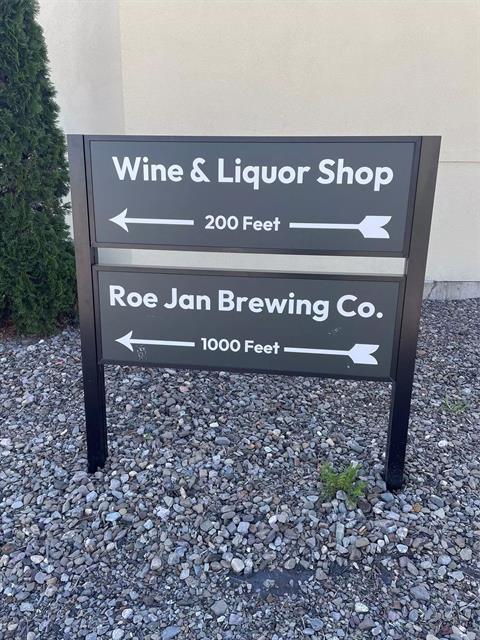 Wine & Liquor Shop
200 Feet
Roe Jan Brewing Co.
1000 Feet